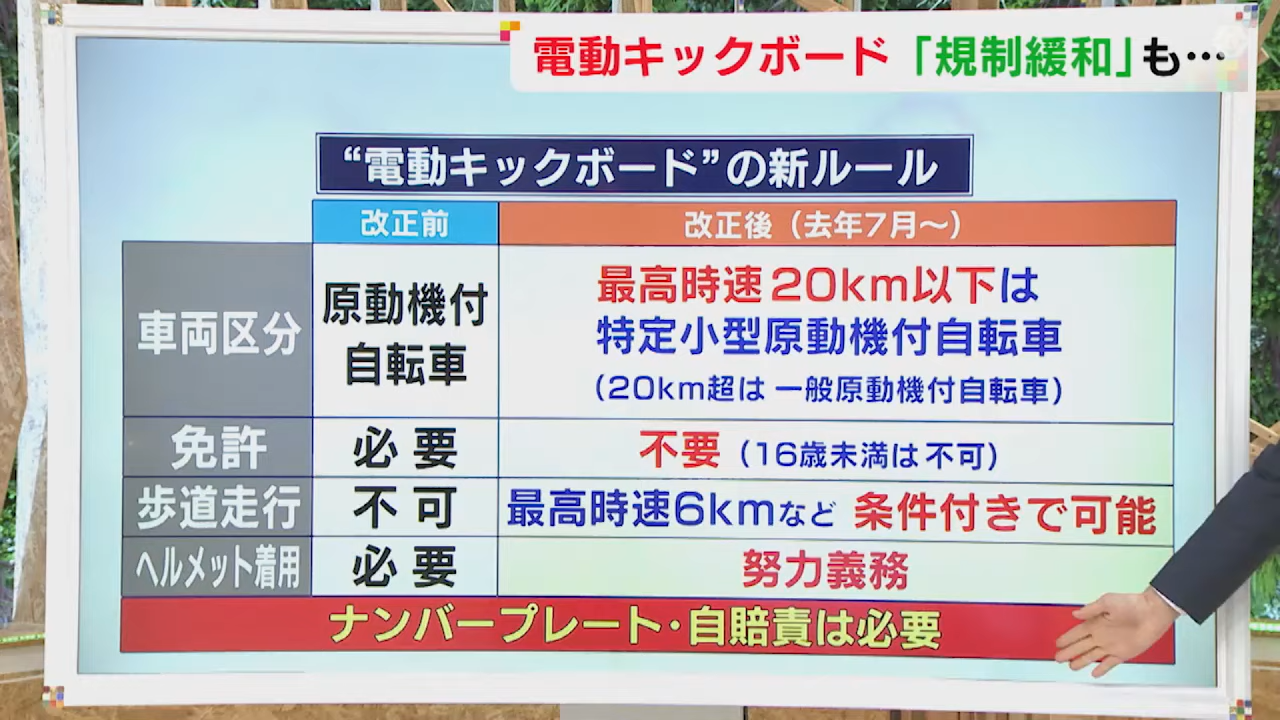 電動キックボード「規制緩和」も…
“電動キックボード”の新ルール
改正前
改正後（去年7月～）
車両区分
原動機付
自転車
最高時速20km以下は
特定小型原動機付自転車
（20km超は 一般原動機付自転車）
免許
必要
不要（16歳未満は不可）
歩道走行
不可
最高時速6kmなど 条件付きで可能
ヘルメット着用
必要
努力義務
ナンバープレート・自賠責は必要